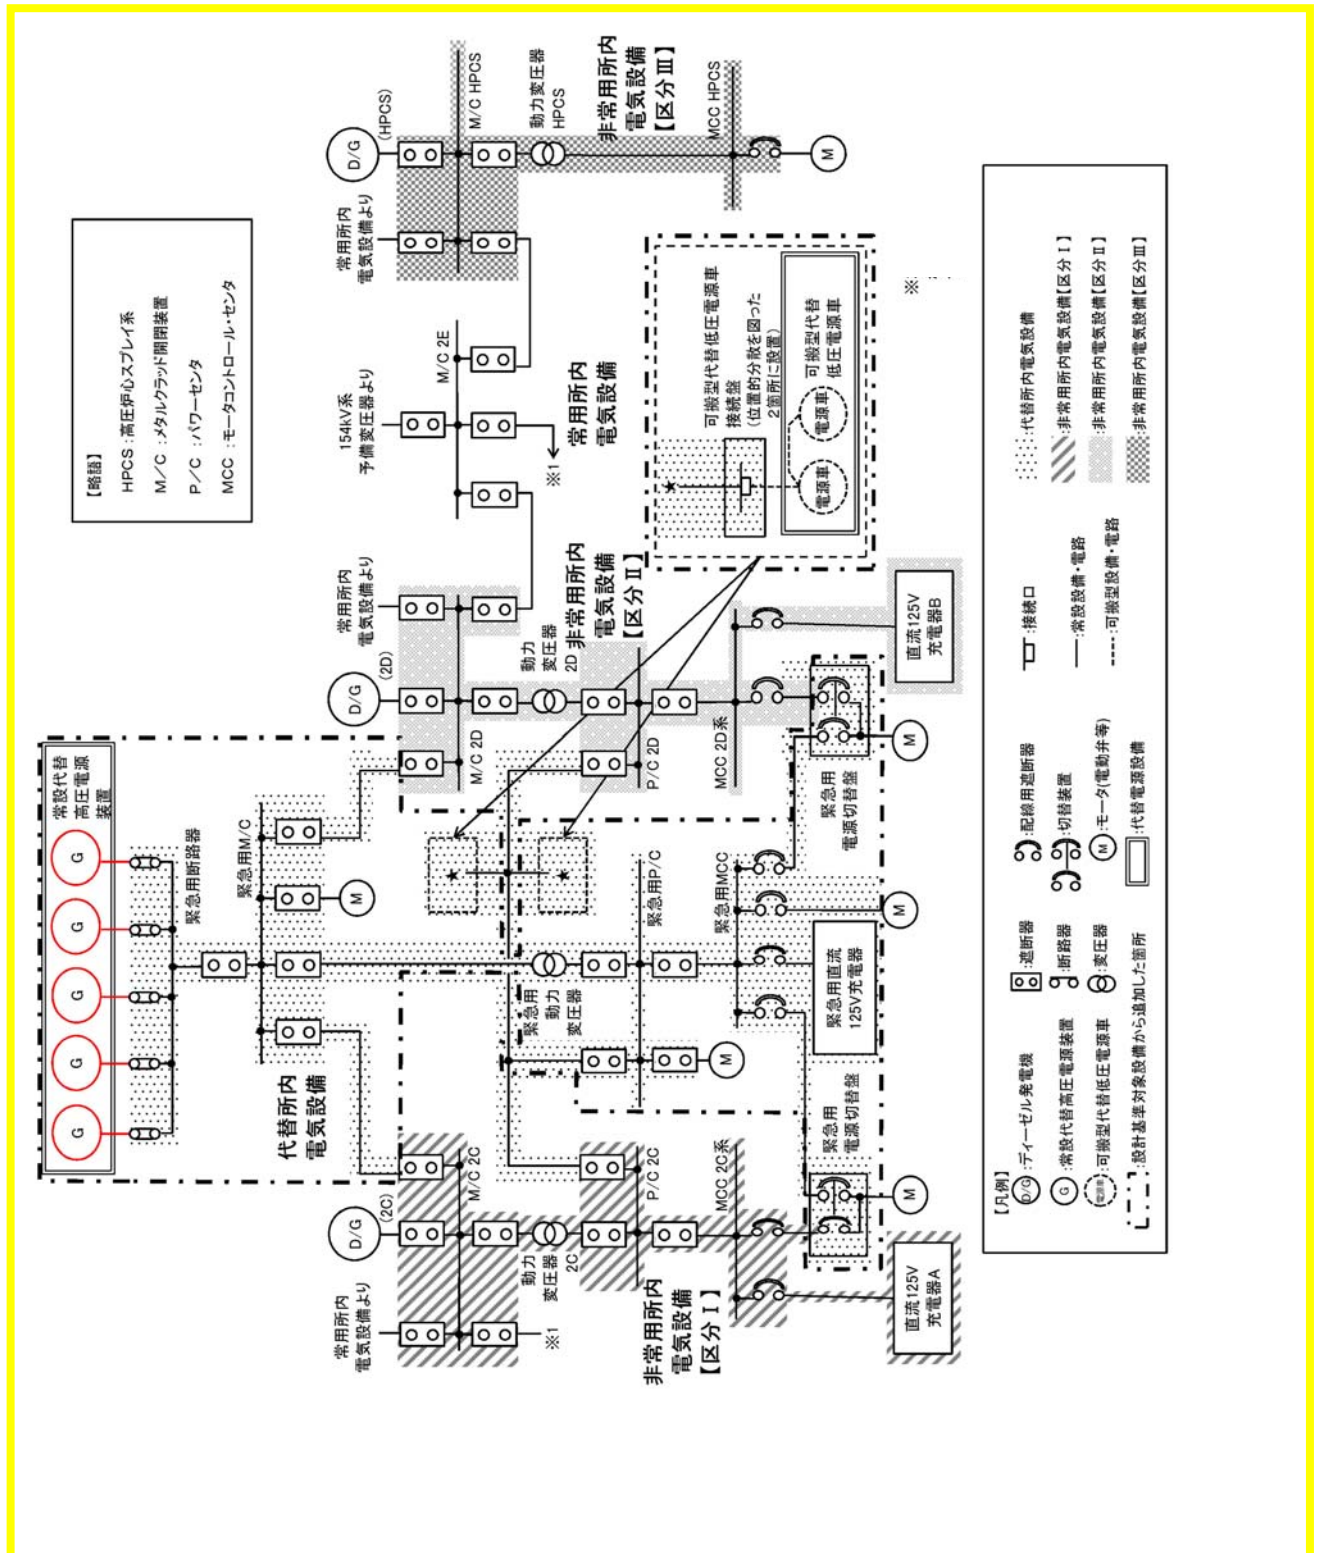 常設代替
高圧電源
装置
G
G
G
G
G
緊急用断路器
緊急用M/C
M
代替所内
電気設備
【略語】
HPCS :高圧炉心スプレイ系
M/C :メタルクラッド開閉装置
P/C :パワーセンタ
MCC :モータコントロール・センタ
常用所内
電気設備より
D/G
(2C)
M/C 2C
※1
動力
変圧器
2C
P/C 2C
非常用所内
電気設備
【区分Ⅰ】
MCC 2C系
直流125V
充電器A
緊急用
電源切替盤
M
緊急用
動力
変圧器
M
緊急用P/C
緊急用MCC
緊急用直流
125V充電器
M
★
★
D/G
(2D)
常用所内
電気設備より
M/C 2D
動力
変圧器
2D
P/C 2D
非常用所内
電気設備
【区分Ⅱ】
MCC 2D系
緊急用
電源切替盤
M
直流125V
充電器B
154kV系
予備変圧器より
M/C 2E
※1
常用所内
電気設備
常用所内
電気設備より
D/G
(HPCS)
M/C HPCS
動力変圧器
HPCS
非常用所内
電気設備
【区分Ⅲ】
MCC HPCS
M
可搬型代替低圧電源車
接続盤
(位置的分散を図った
2箇所に設置)
★
電源車
電源車
可搬型代替
低圧電源車
※
【凡例】
D/G :ディーゼル発電機
G :常設代替高圧電源装置
電源車 :可搬型代替低圧電源車
:設計基準対象設備から追加した箇所
:遮断器
:断路器
:変圧器
:配線用遮断器
:切替装置
M :モータ(電動弁等)
:代替電源設備
:接続口
:常設設備・電路
:可搬型設備・電路
:代替所内電気設備
:非常用所内電気設備【区分Ⅰ】
:非常用所内電気設備【区分Ⅱ】
:非常用所内電気設備【区分Ⅲ】